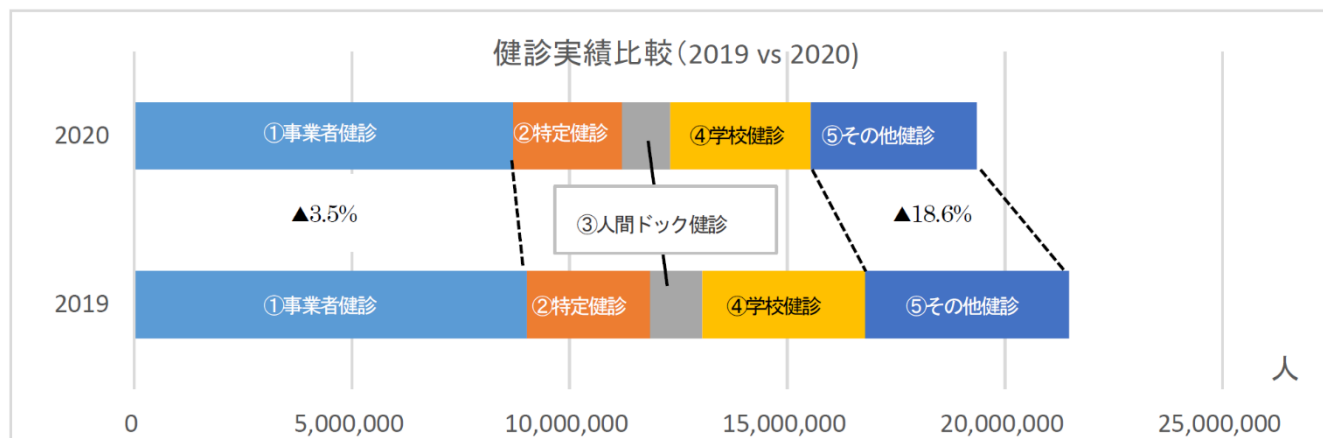 健診実績比較(2019 vs 2020)
2020
①事業者健診
②特定健診
④学校健診
⑤その他健診
▲3.5%
③人間ドック健診
▲18.6%
2019
①事業者健診
②特定健診
④学校健診
⑤その他健診
人
0
5,000,000
10,000,000
15,000,000
20,000,000
25,000,000